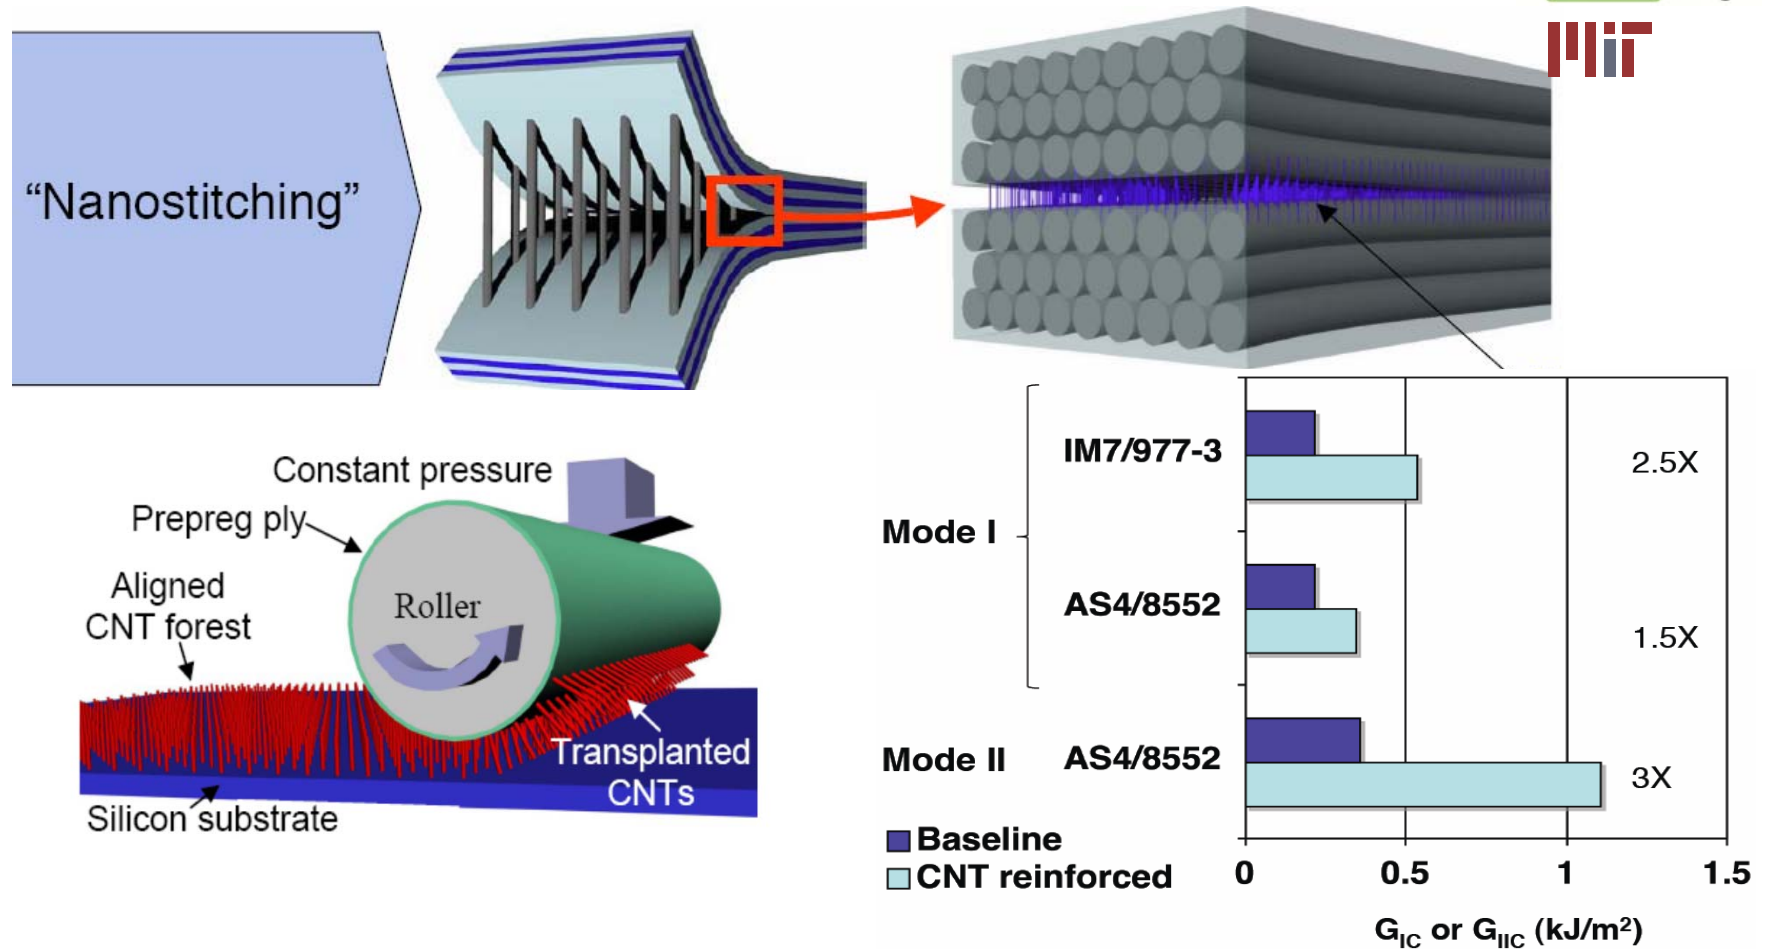 MIT
“Nanostitching”
Constant pressure
Prepreg ply
Aligned
CNT forest
Roller
Transplanted
CNTs
Silicon substrate
Mode I
IM7/977-3
2.5X
AS4/8552
1.5X
Mode II
AS4/8552
3X
Baseline
CNT reinforced
0 0.5 1 1.5
GIC or GIIC (kJ/m²)